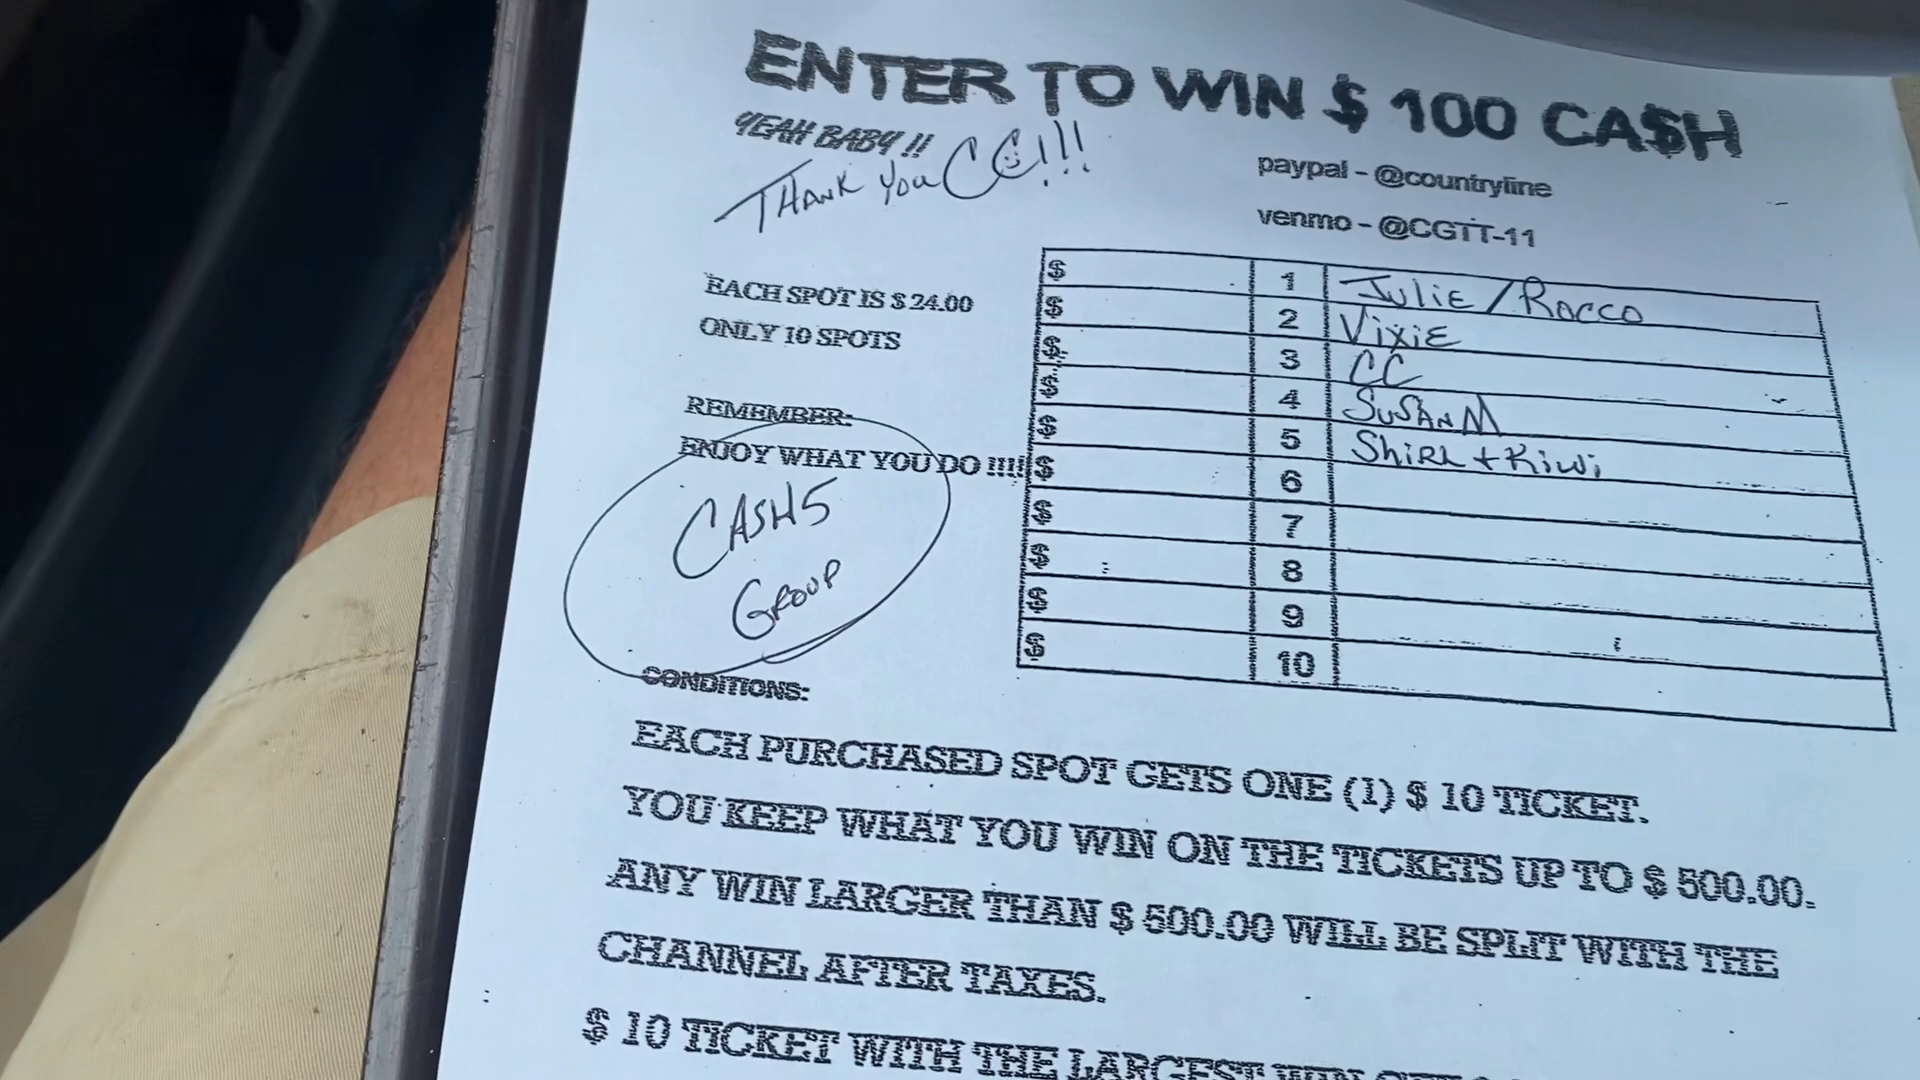 ENTER TO WIN $ 100 CA$H
YEAH BABY !!
THANK YOU CC!!!
paypal - @countryline
venmo - @CGTT-11
EACH SPOT IS $ 24.00
ONLY 10 SPOTS
REMEMBER:
ENJOY WHAT YOU DO !!!!!
CASH5
GROUP
$ 1 JULIE / ROCCO
$ 2 VIXIE
$ 3 CC
$ 4 SUSAN M
$ 5 SHIRA + KIWI
$ 6
$ 7
$ 8
$ 9
$ 10
CONDITIONS:
EACH PURCHASED SPOT GETS ONE (1) $ 10 TICKET.
YOU KEEP WHAT YOU WIN ON THE TICKETS UP TO $ 500.00.
ANY WIN LARGER THAN $ 500.00 WILL BE SPLIT WITH THE
CHANNEL AFTER TAXES.
$ 10 TICKET WITH THE LARGEST WIN